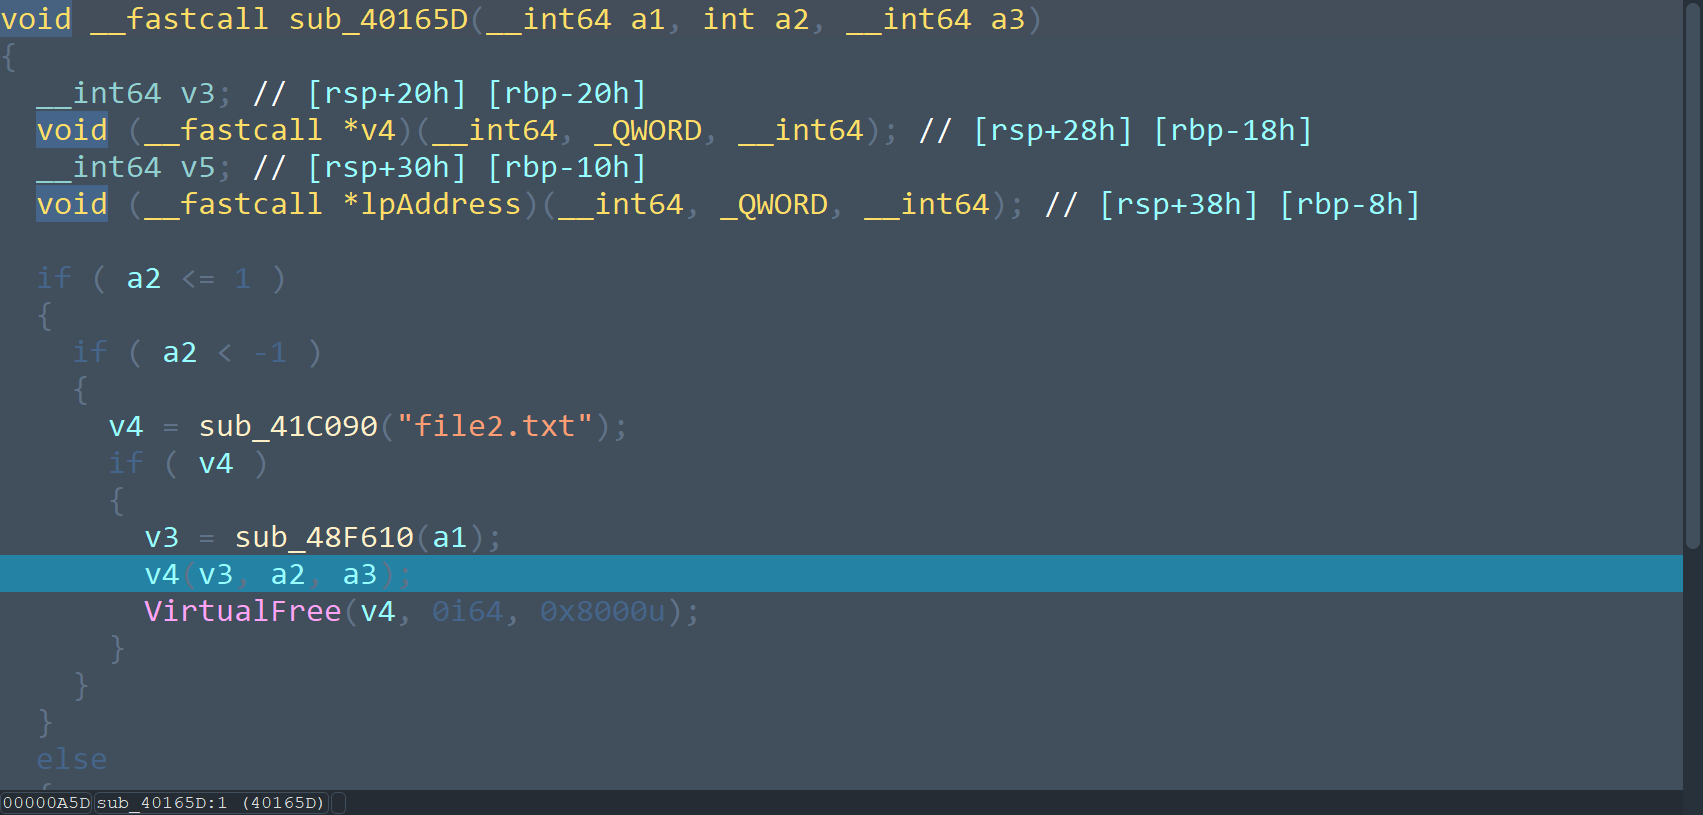 void __fastcall sub_40165D(__int64 a1, int a2, __int64 a3)
{
  __int64 v3; // [rsp+20h] [rbp-20h]
  void (__fastcall *v4)(__int64, _QWORD, __int64); // [rsp+28h] [rbp-18h]
  __int64 v5; // [rsp+30h] [rbp-10h]
  void (__fastcall *lpAddress)(__int64, _QWORD, __int64); // [rsp+38h] [rbp-8h]

  if ( a2 <= 1 )
  {
    if ( a2 < -1 )
    {
      v4 = sub_41C090("file2.txt");
      if ( v4 )
      {
        v3 = sub_48F610(a1);
        v4(v3, a2, a3);
        VirtualFree(v4, 0i64, 0x8000u);
      }
    }
  }
  else
  {
00000A5D sub_40165D:1 (40165D)